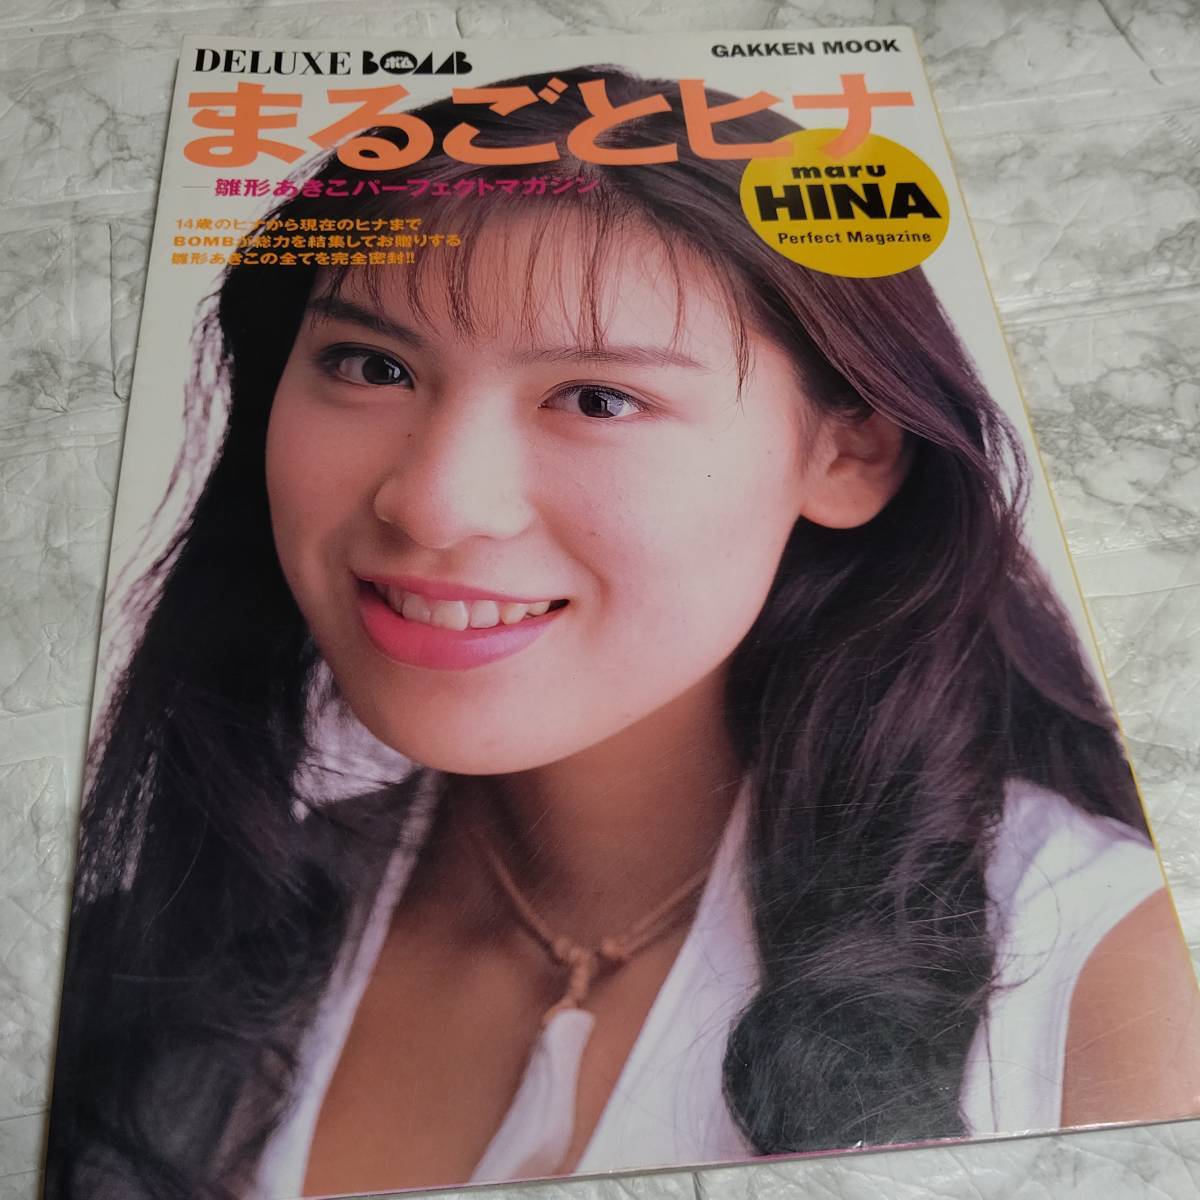 DELUXE BOMB ボム
GAKKEN MOOK
まるごとヒナ
雛形あきこパーフェクトマガジン
maru
HINA
Perfect Magazine
14歳のヒナから現在のヒナまで
BOMBが総力を結集してお贈りする
雛形あきこの全てを完全密封!!